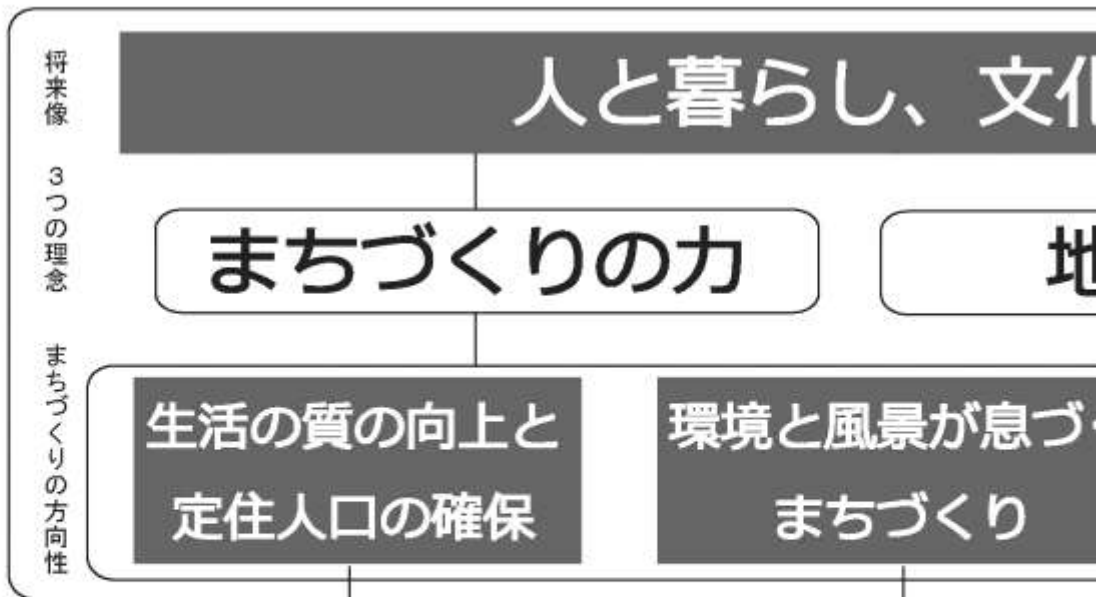 将来像
人と暮らし、文化
3つの理念
まちづくりの力
地
まちづくりの方向性
生活の質の向上と
定住人口の確保
環境と風景が息づく
まちづくり